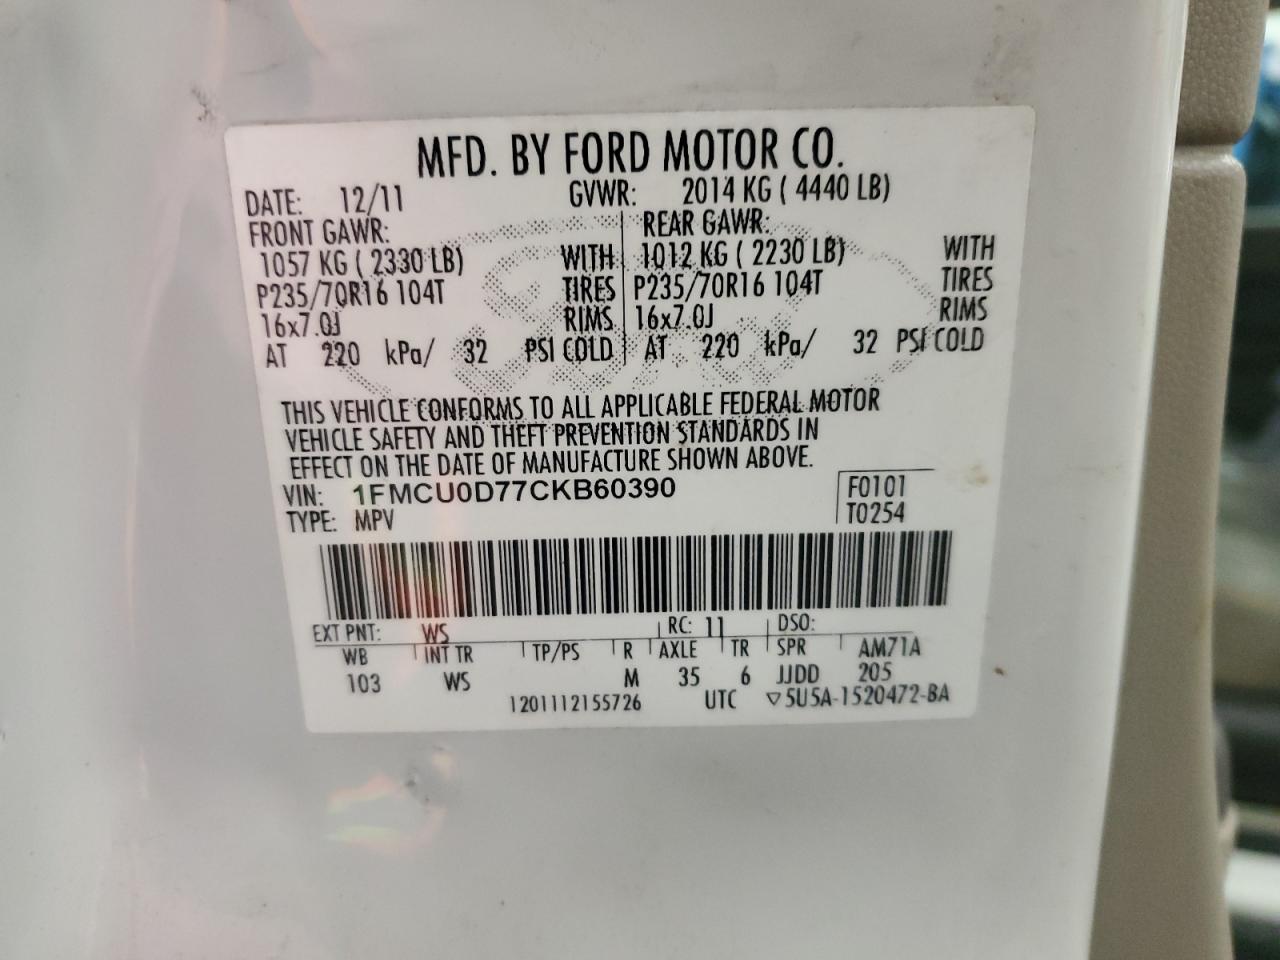 MFD. BY FORD MOTOR CO.
DATE: 12/11 GVWR: 2014 KG ( 4440 LB)
FRONT GAWR: REAR GAWR:
1057 KG ( 2330 LB) WITH 1012 KG ( 2230 LB) WITH
P235/70R16 104T TIRES P235/70R16 104T TIRES
16x7.0J RIMS 16x7.0J RIMS
AT 220 kPa/ 32 PSI COLD AT 220 kPa/ 32 PSI COLD
THIS VEHICLE CONFORMS TO ALL APPLICABLE FEDERAL MOTOR
VEHICLE SAFETY AND THEFT PREVENTION STANDARDS IN
EFFECT ON THE DATE OF MANUFACTURE SHOWN ABOVE.
VIN: 1FMCU0D77CKB60390 F0101
TYPE: MPV T0254
EXT PNT: WS RC: 11 DSO:
WB INT TR TP/PS R AXLE TR SPR AM71A
103 WS M 35 6 JJDD 205
1201112155726 UTC ▽5U5A-1520472-BA